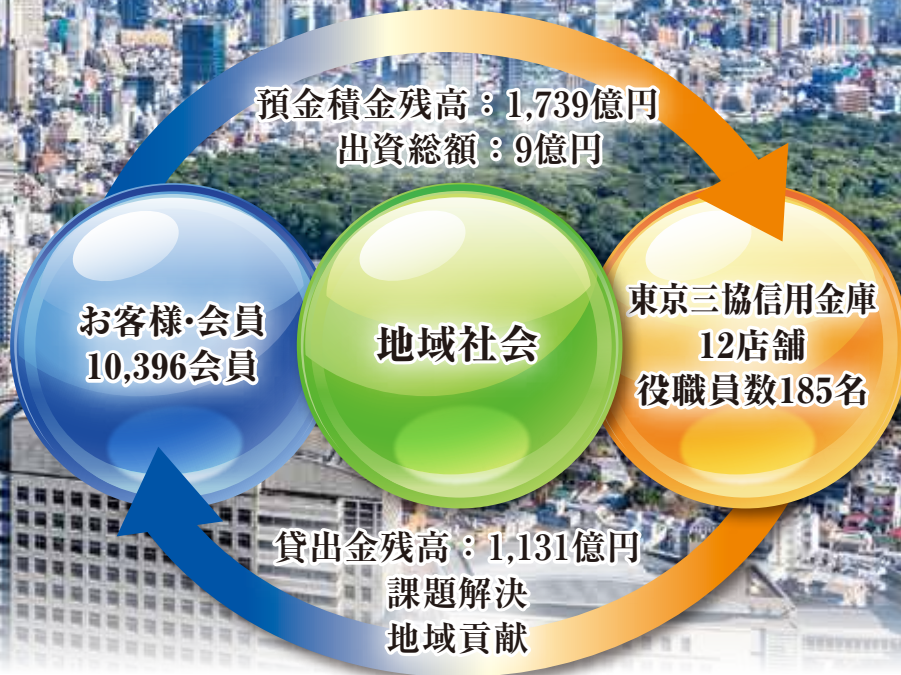 預金積金残高：1,739億円
出資総額：9億円
お客様・会員
10,396会員
地域社会
東京三協信用金庫
12店舗
役職員数185名
貸出金残高：1,131億円
課題解決
地域貢献